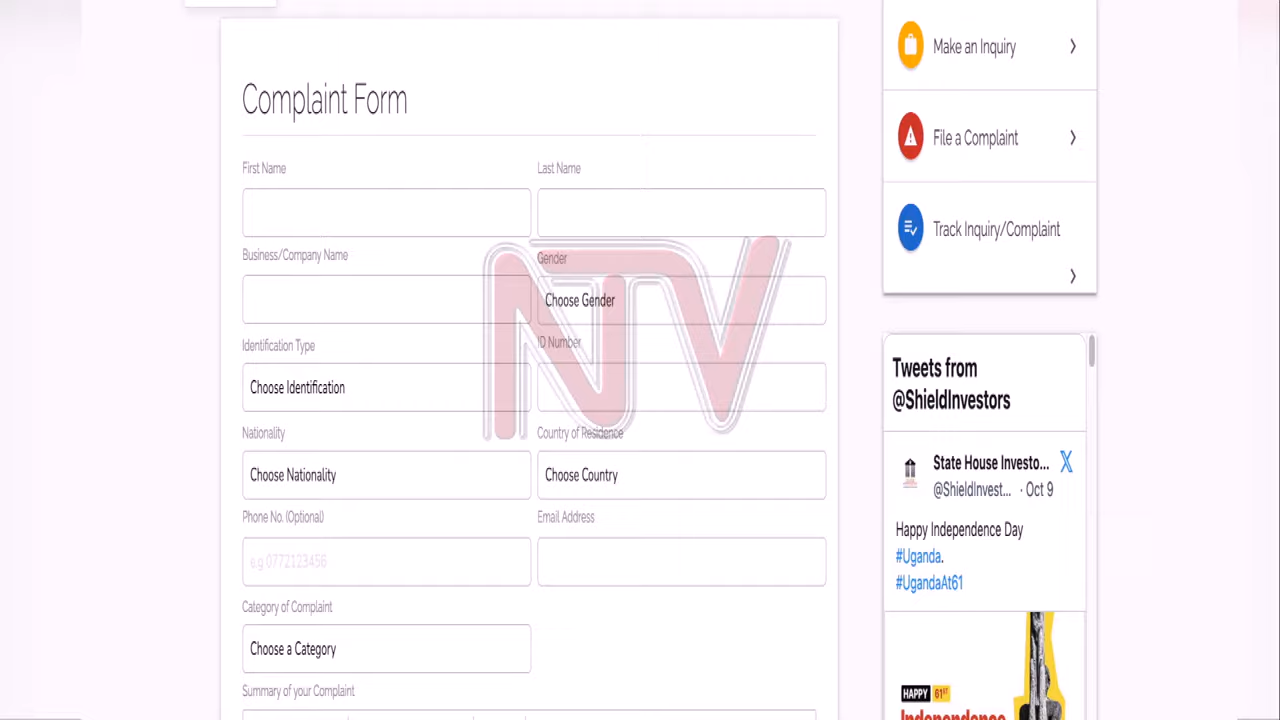 Complaint Form
First Name
Last Name
Business/Company Name
Gender
Choose Gender
Identification Type
ID Number
Choose Identification
Nationality
Country of Residence
Choose Nationality
Choose Country
Phone No. (Optional)
Email Address
e.g 0772123456
Category of Complaint
Choose a Category
Summary of your Complaint
NTV
Make an Inquiry
File a Complaint
Track Inquiry/Complaint
Tweets from
@ShieldInvestors
State House Investo...
@ShieldInvest... · Oct 9
Happy Independence Day
#Uganda.
#UgandaAt61
HAPPY 61ST
Independence